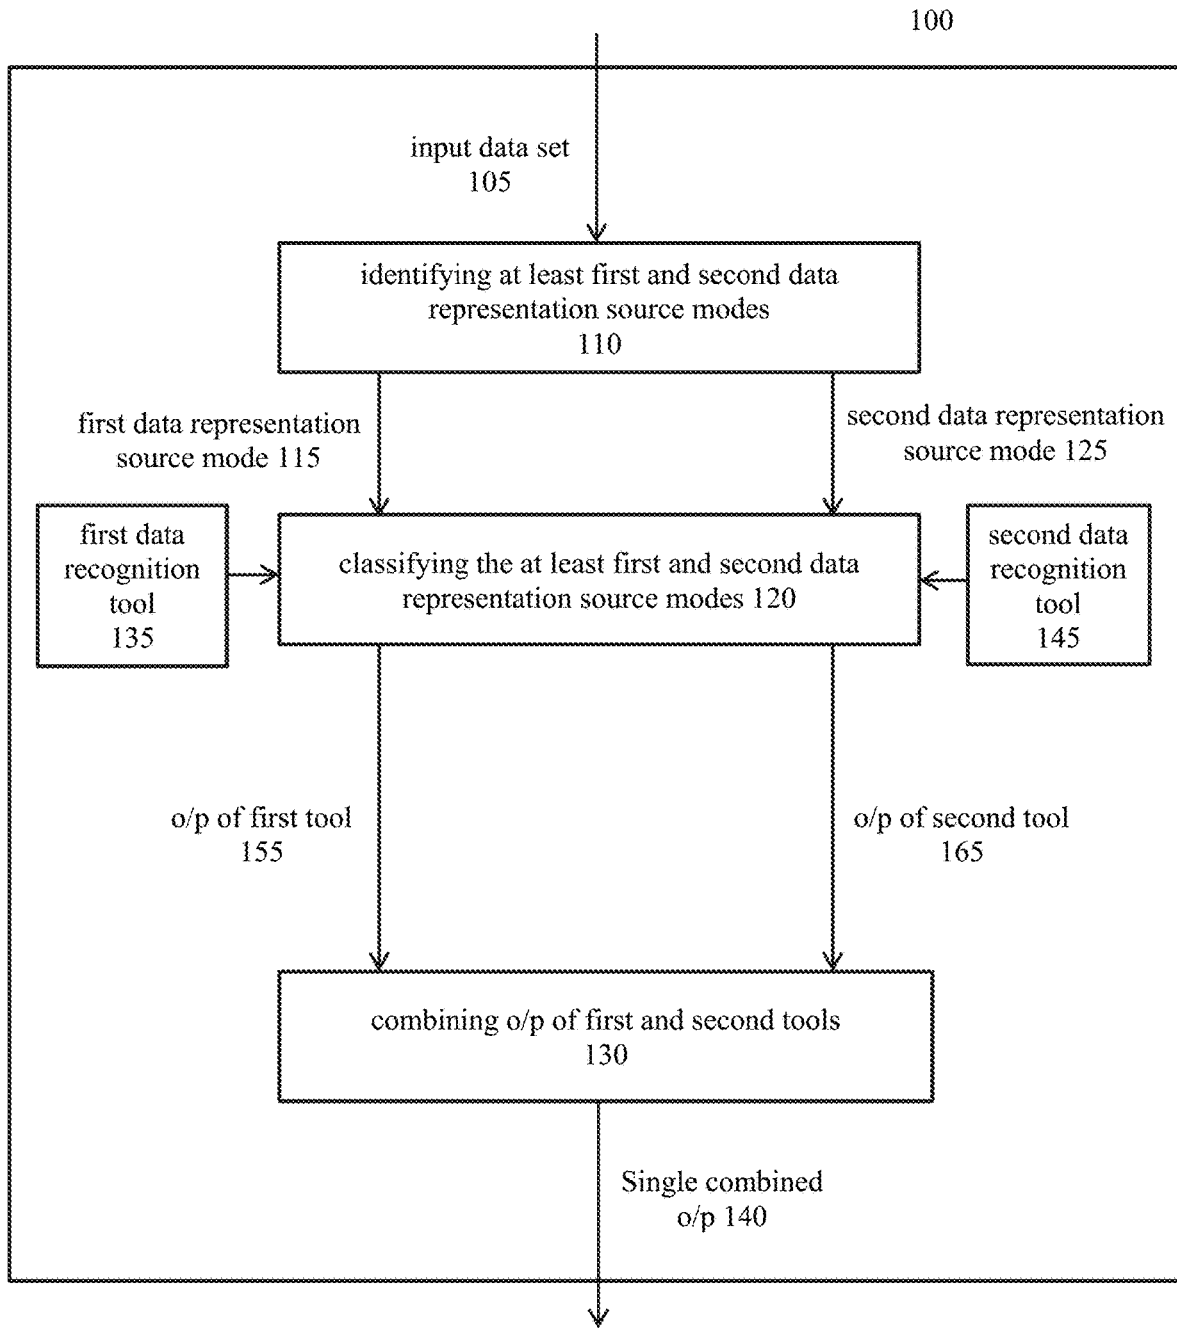 100
input data set
105
identifying at least first and second data
representation source modes
110
first data representation
source mode 115
second data representation
source mode 125
first data
recognition
tool
135
classifying the at least first and second data
representation source modes 120
second data
recognition
tool
145
o/p of first tool
155
o/p of second tool
165
combining o/p of first and second tools
130
Single combined
o/p 140